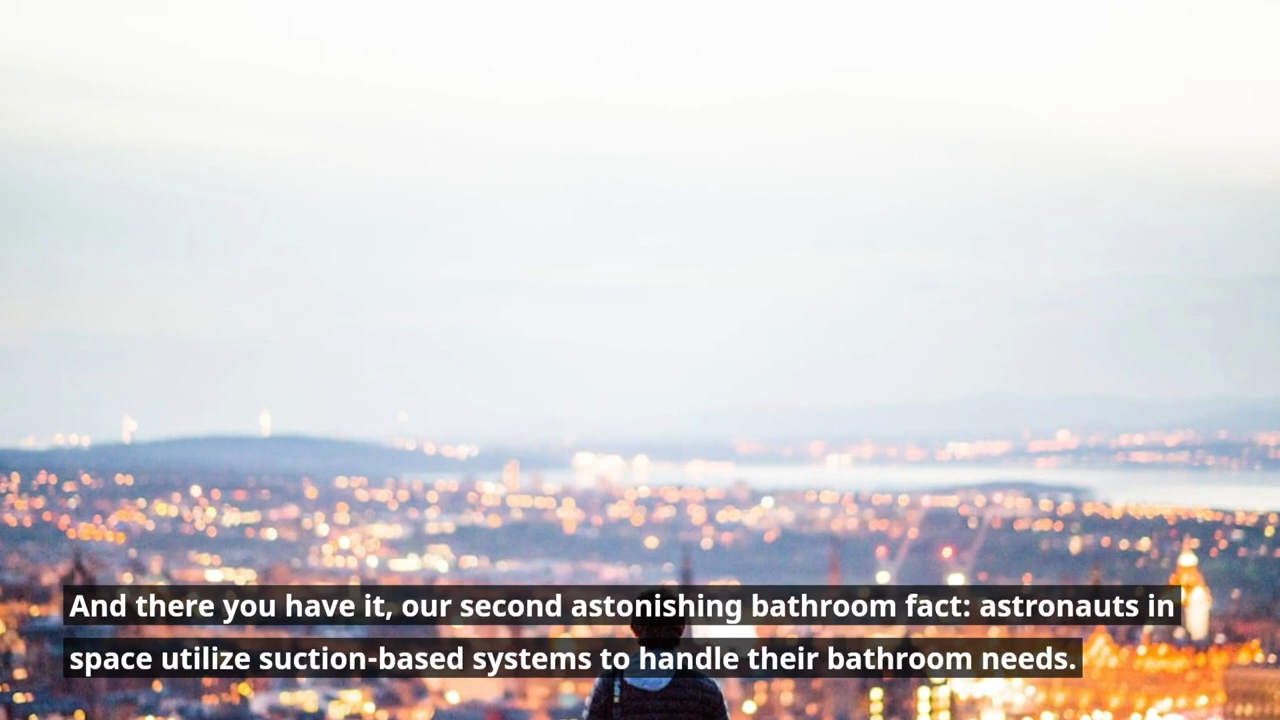 And there you have it, our second astonishing bathroom fact: astronauts in
space utilize suction-based systems to handle their bathroom needs.